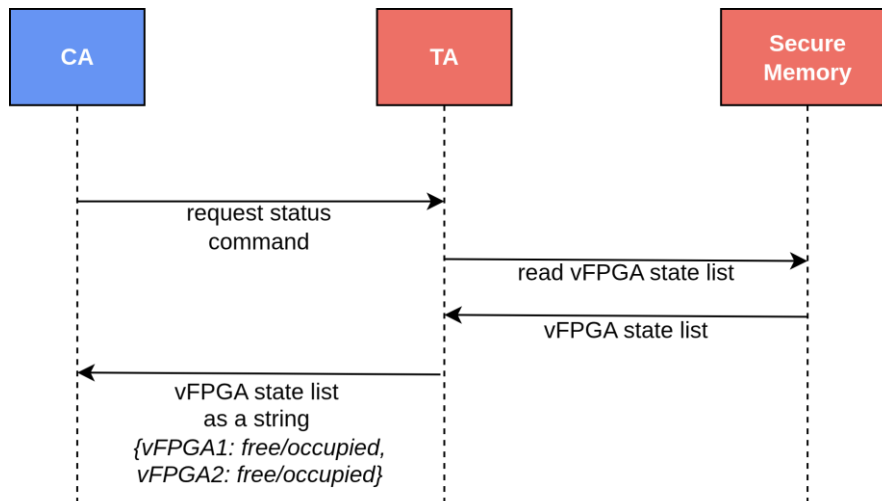 CA
TA
Secure
Memory
request status
command
read vFPGA state list
vFPGA state list
vFPGA state list
as a string
{vFPGA1: free/occupied,
vFPGA2: free/occupied}